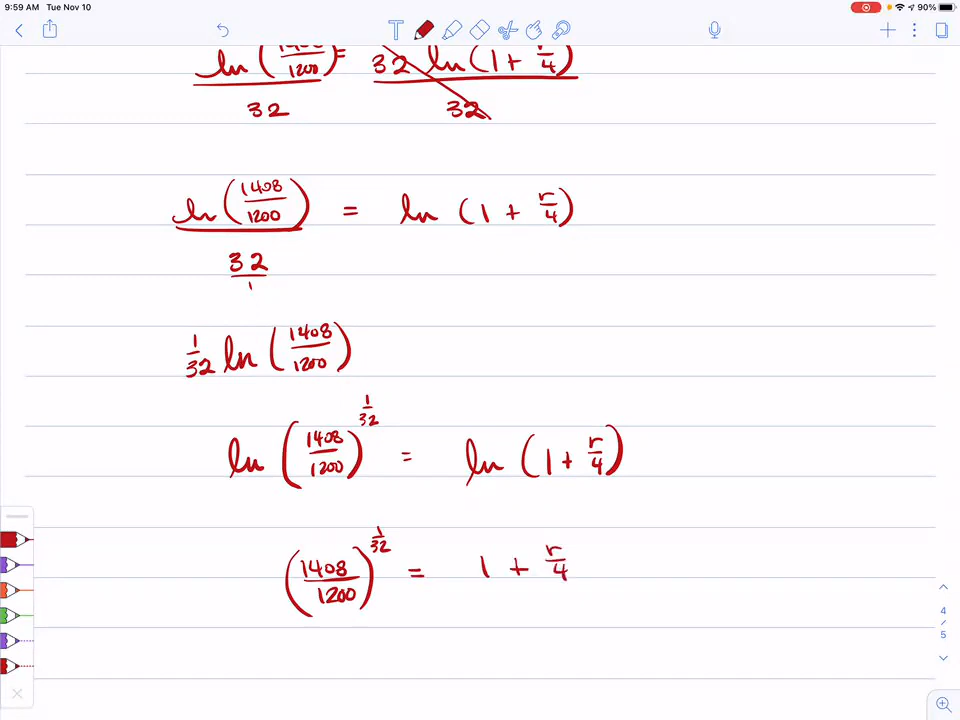 9:59 AM Tue Nov 10 90%
ln(1408/1200) = 32 ln(1 + r/4)
32 32
ln(1408/1200) = ln(1 + r/4)
32
1
1/32 ln(1408/1200)
ln(1408/1200)^(1/32) = ln(1 + r/4)
(1408/1200)^(1/32) = 1 + r/4
4
/
5